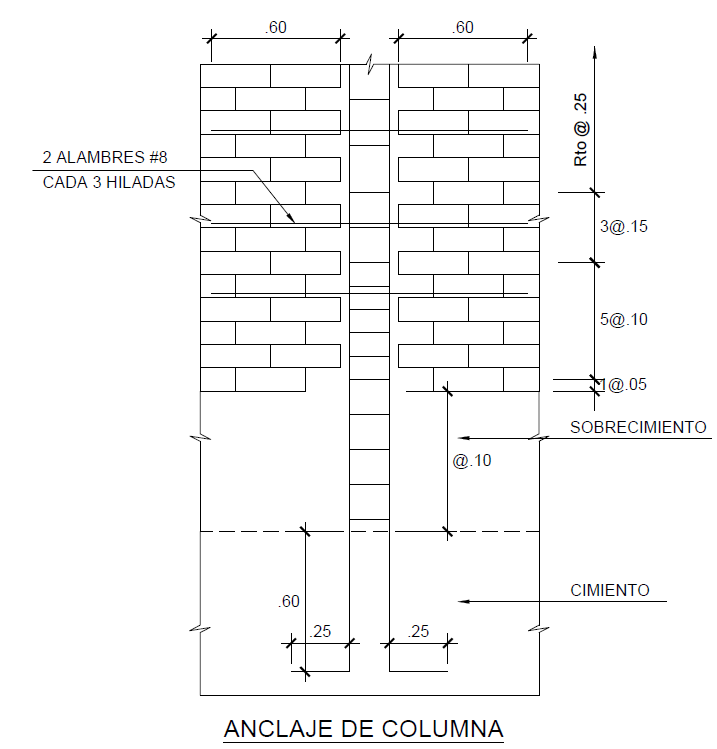 .60
.60
Rto @ .25
2 ALAMBRES #8
CADA 3 HILADAS
3@.15
5@.10
1@.05
SOBRECIMIENTO
@.10
CIMIENTO
.60
.25
.25
ANCLAJE DE COLUMNA